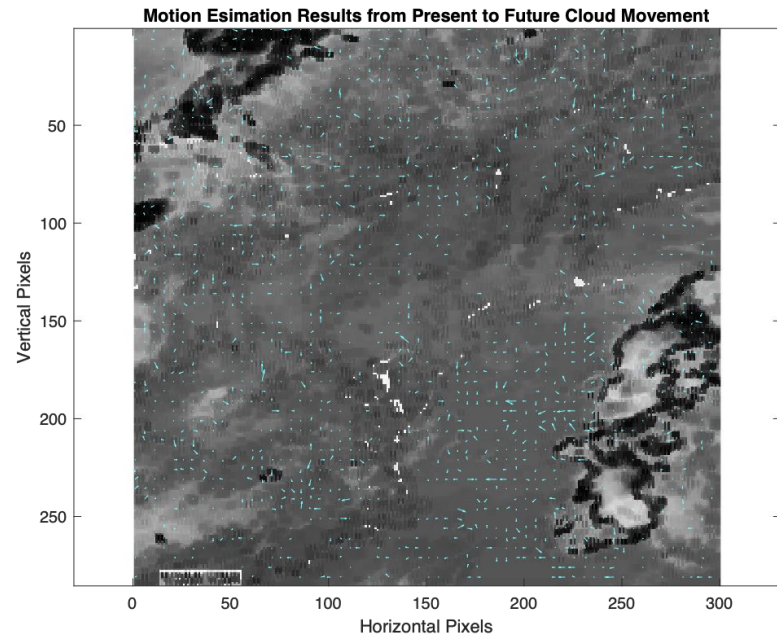 Motion Esimation Results from Present to Future Cloud Movement
Vertical Pixels
50
100
150
200
250
0 50 100 150 200 250 300
Horizontal Pixels